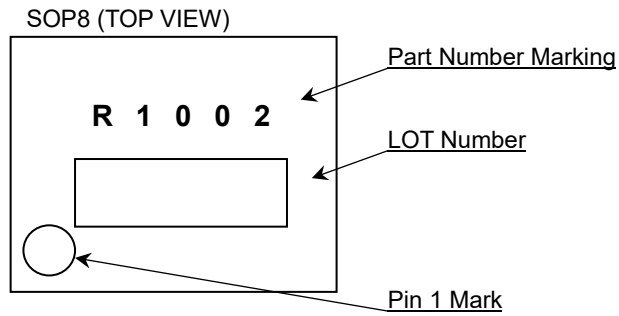 SOP8 (TOP VIEW)
Part Number Marking
R 1 0 0 2
LOT Number
Pin 1 Mark